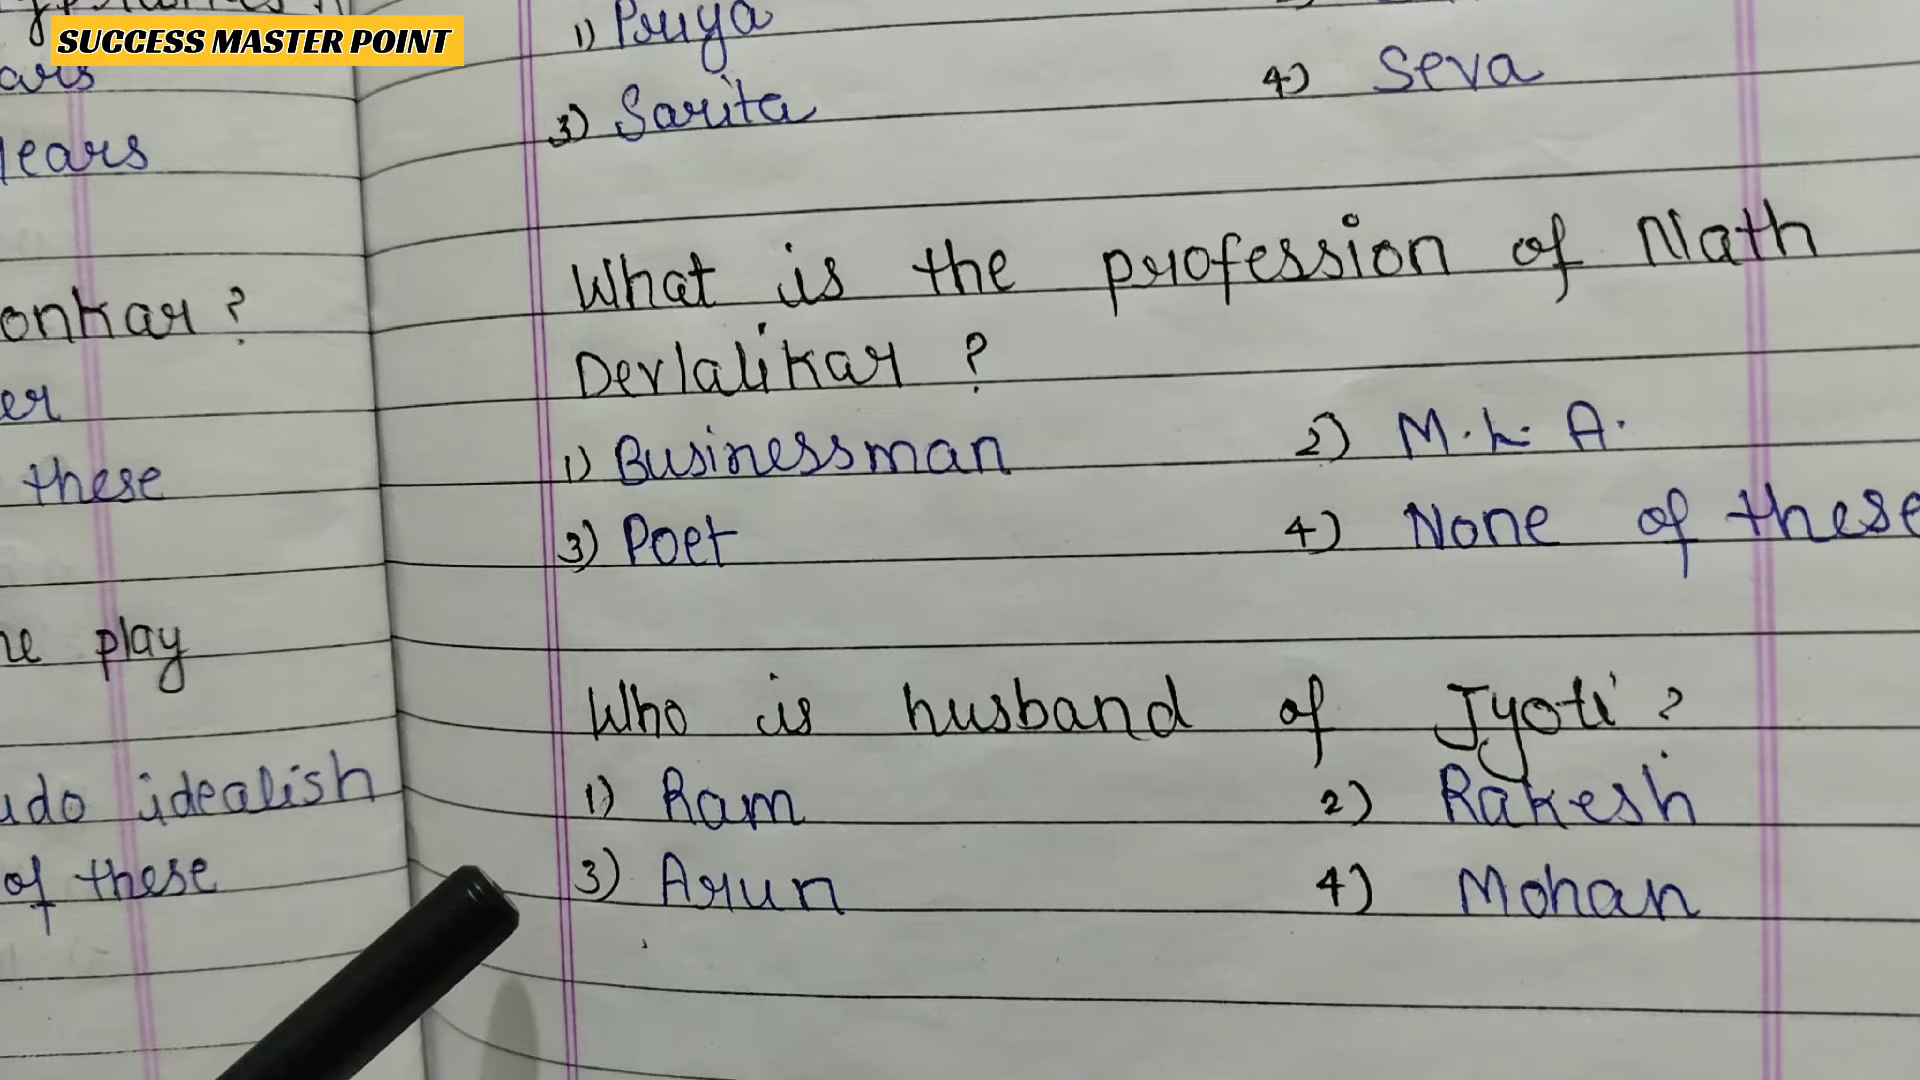 SUCCESS MASTER POINT
ars
years
onkar ?
er
these
play
udo idealish
of these
1) Priya
3) Sarita
4) Seva
What is the profession of Nath
Devlalikar ?
1) Businessman 2) M.L.A.
3) Poet 4) None of these
Who is husband of Jyoti ?
1) Ram 2) Rakesh
3) Arun 4) Mohan